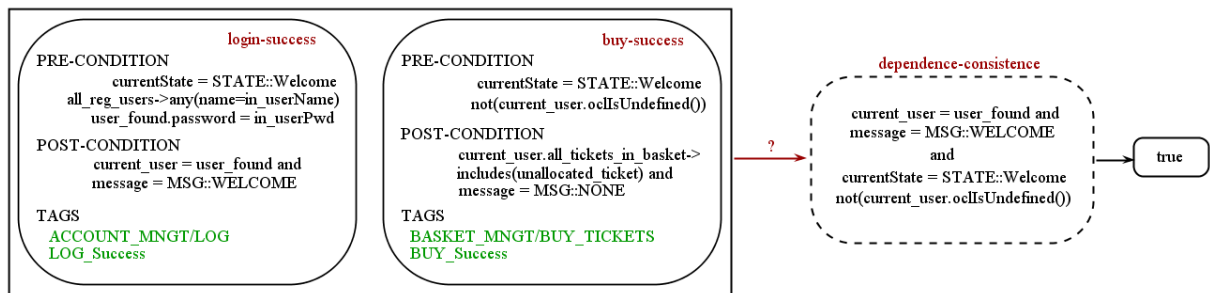 login-success
PRE-CONDITION
currentState = STATE::Welcome
all_reg_users->any(name=in_userName)
user_found.password = in_userPwd
POST-CONDITION
current_user = user_found and
message = MSG::WELCOME
TAGS
ACCOUNT_MNGT/LOG
LOG_Success
buy-success
PRE-CONDITION
currentState = STATE::Welcome
not(current_user.oclIsUndefined())
POST-CONDITION
current_user.all_tickets_in_basket->
includes(unallocated_ticket) and
message = MSG::NONE
TAGS
BASKET_MNGT/BUY_TICKETS
BUY_Success
?
dependence-consistence
current_user = user_found and
message = MSG::WELCOME
and
currentState = STATE::Welcome
not(current_user.oclIsUndefined())
true